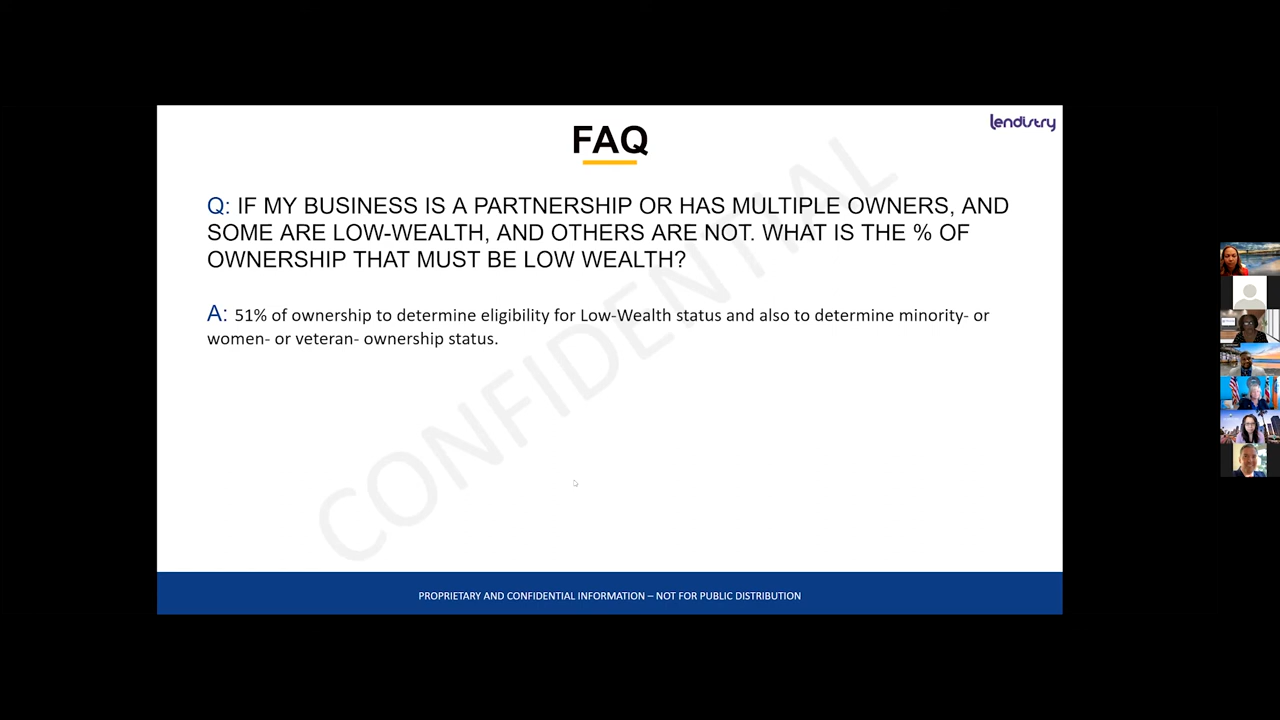 lendistry
FAQ
Q: IF MY BUSINESS IS A PARTNERSHIP OR HAS MULTIPLE OWNERS, AND
SOME ARE LOW-WEALTH, AND OTHERS ARE NOT. WHAT IS THE % OF
OWNERSHIP THAT MUST BE LOW WEALTH?
A: 51% of ownership to determine eligibility for Low-Wealth status and also to determine minority- or
women- or veteran- ownership status.
CONFIDENTIAL
PROPRIETARY AND CONFIDENTIAL INFORMATION – NOT FOR PUBLIC DISTRIBUTION